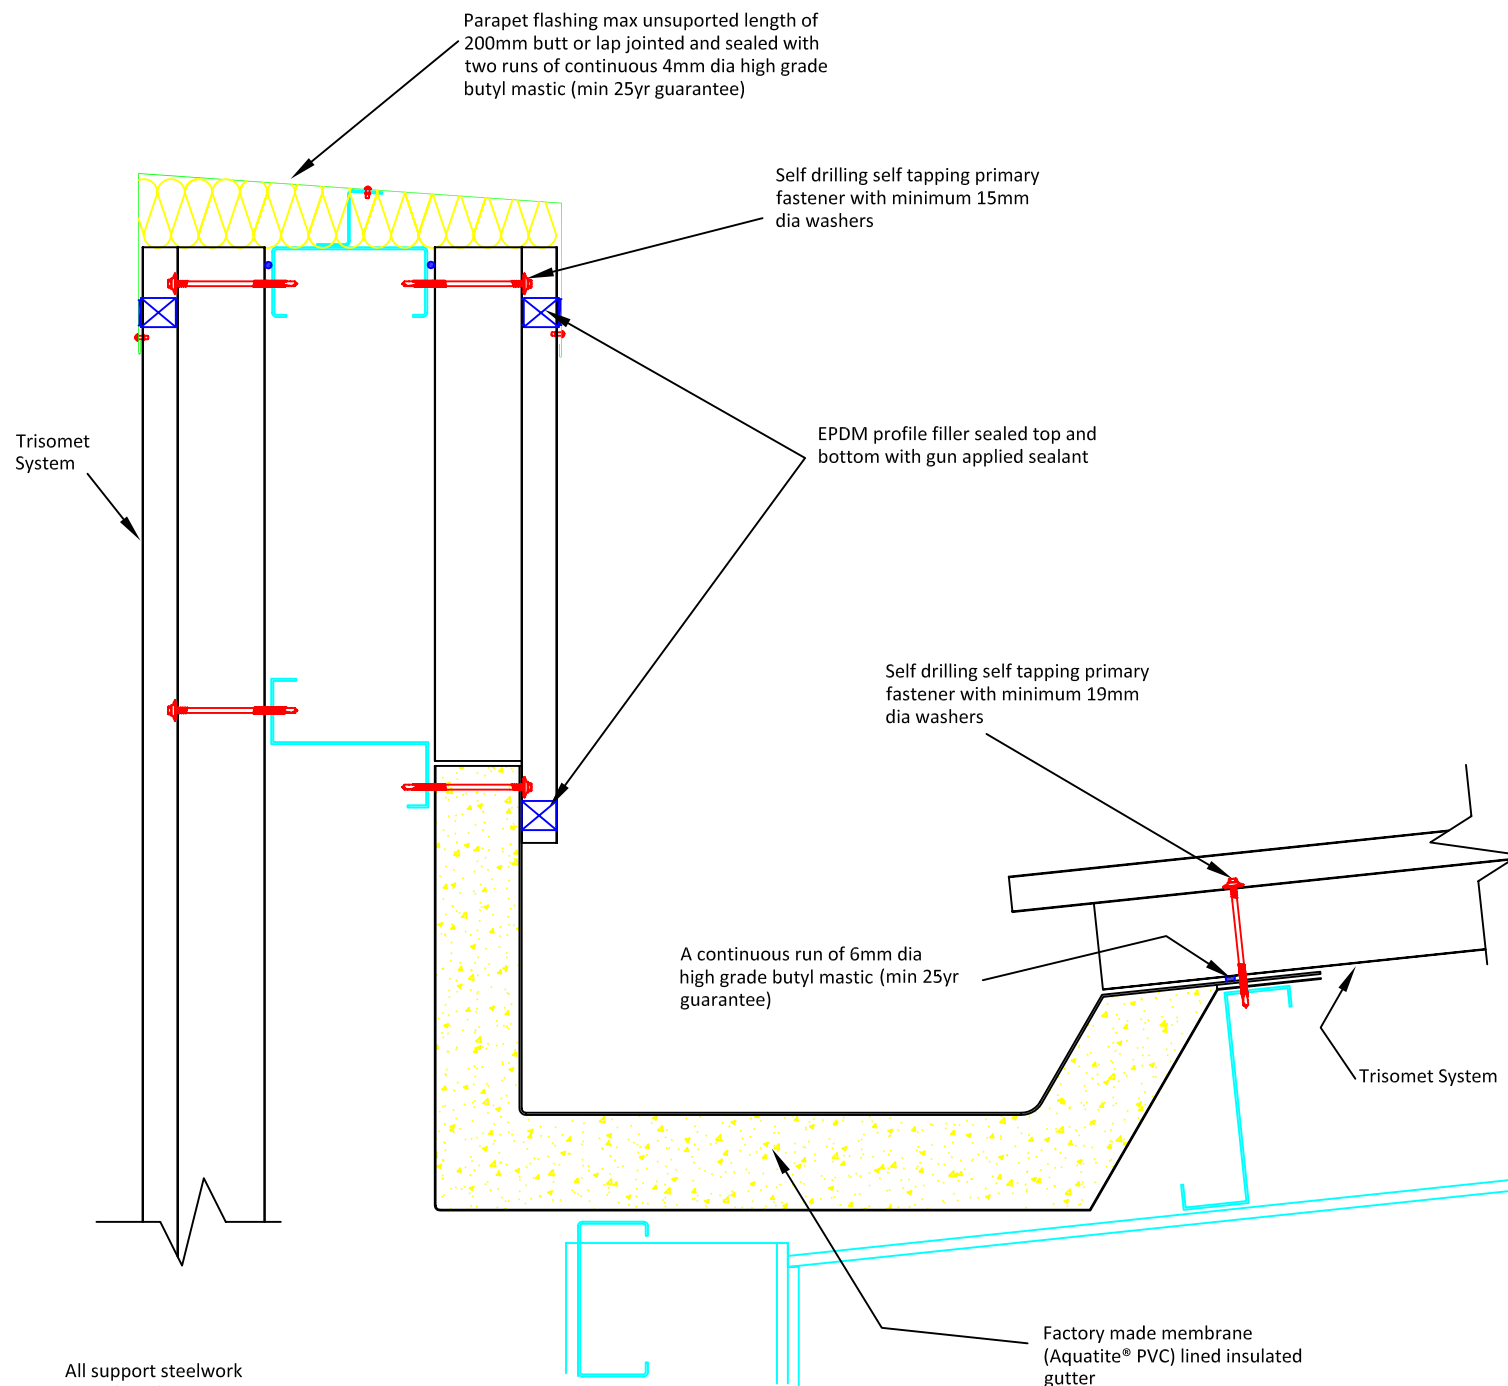 Parapet flashing max unsuported length of
200mm butt or lap jointed and sealed with
two runs of continuous 4mm dia high grade
butyl mastic (min 25yr guarantee)
Self drilling self tapping primary
fastener with minimum 15mm
dia washers
Trisomet
System
EPDM profile filler sealed top and
bottom with gun applied sealant
Self drilling self tapping primary
fastener with minimum 19mm
dia washers
A continuous run of 6mm dia
high grade butyl mastic (min 25yr
guarantee)
Trisomet System
Factory made membrane
(Aquatite® PVC) lined insulated
gutter
All support steelwork